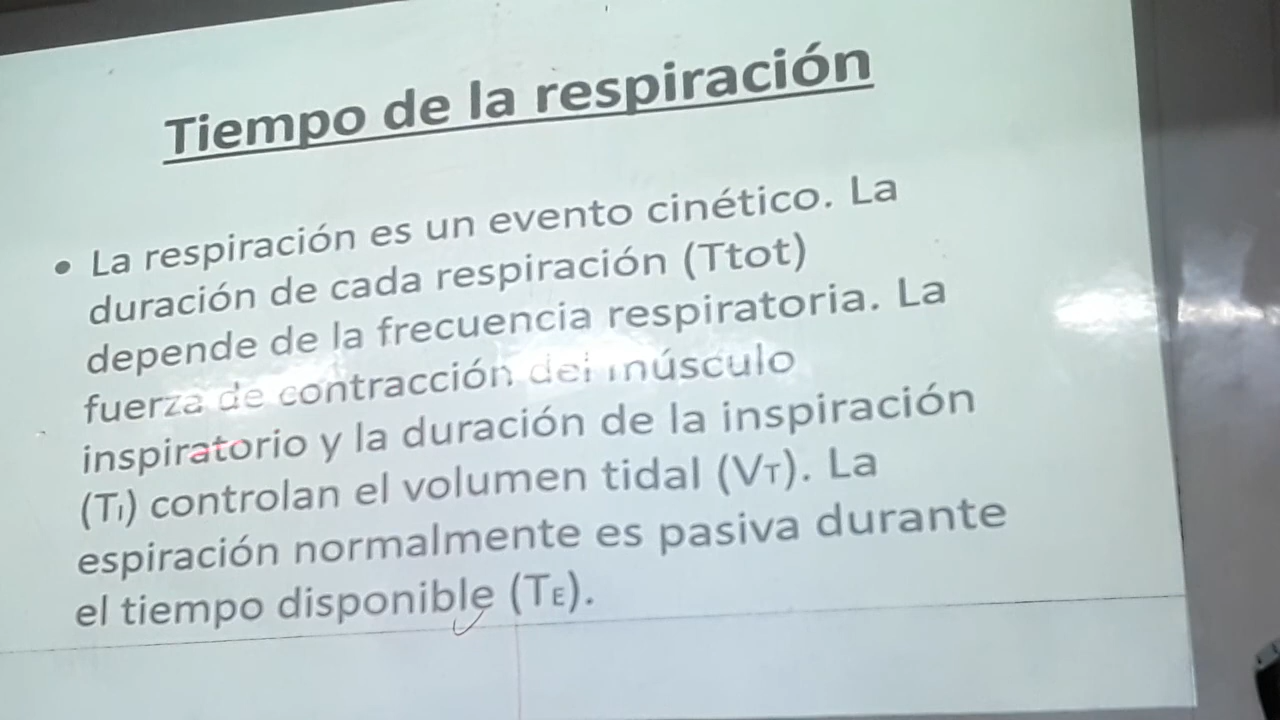 Tiempo de la respiración
• La respiración es un evento cinético. La
duración de cada respiración (Ttot)
depende de la frecuencia respiratoria. La
fuerza de contracción del músculo
inspiratorio y la duración de la inspiración
(TI) controlan el volumen tidal (VT). La
espiración normalmente es pasiva durante
el tiempo disponible (TE).